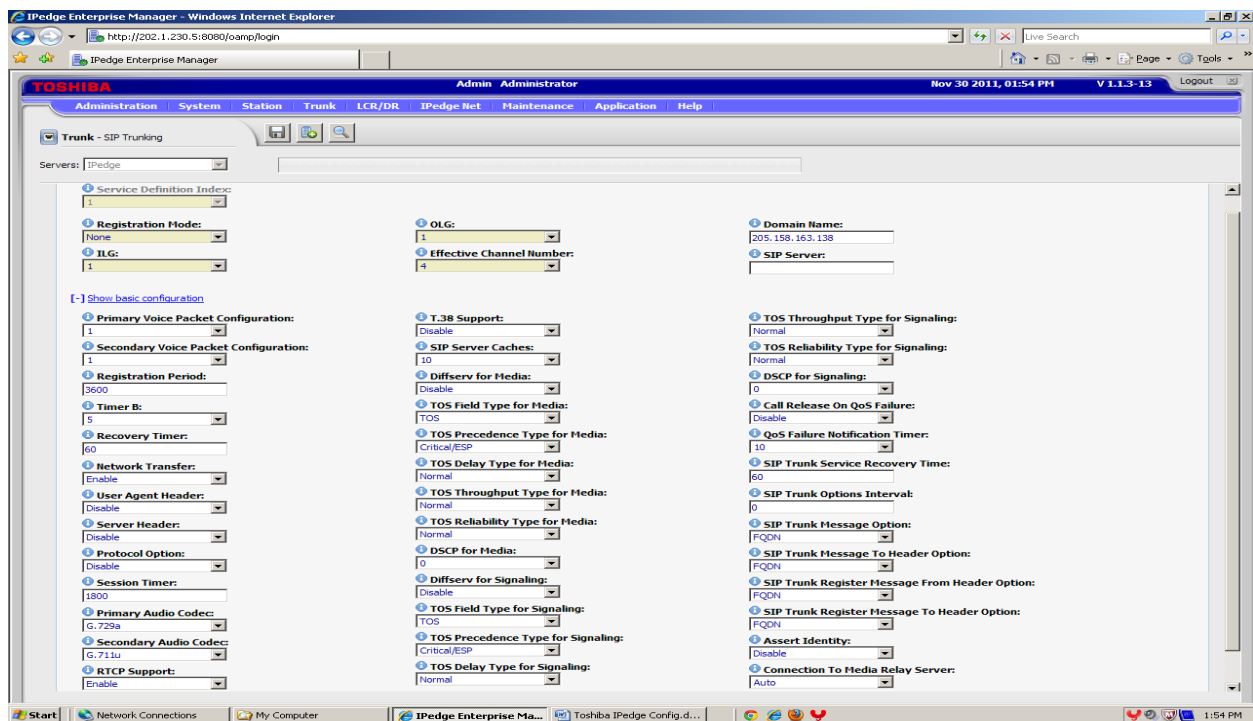 IPedge Enterprise Manager - Windows Internet Explorer
http://202.1.230.5:8080/oamp/login
Live Search
IPedge Enterprise Manager
Page
Tools
TOSHIBA
Admin Administrator
Nov 30 2011, 01:54 PM
V 1.1.3-13
Logout
Administration
System
Station
Trunk
LCR/DR
IPedge Net
Maintenance
Application
Help
Trunk - SIP Trunking
Servers:
IPedge
Service Definition Index:
1
Registration Mode:
None
ILG:
1
OLG:
1
Effective Channel Number:
4
Domain Name:
205.158.163.138
SIP Server:
[-] Show basic configuration
Primary Voice Packet Configuration:
1
Secondary Voice Packet Configuration:
1
Registration Period:
3600
Timer B:
5
Recovery Timer:
60
Network Transfer:
Enable
User Agent Header:
Disable
Server Header:
Disable
Protocol Option:
Disable
Session Timer:
1800
Primary Audio Codec:
G.729a
Secondary Audio Codec:
G.711u
RTCP Support:
Enable
T.38 Support:
Disable
SIP Server Caches:
10
Diffserv for Media:
Disable
TOS Field Type for Media:
TOS
TOS Precedence Type for Media:
Critical/ESP
TOS Delay Type for Media:
Normal
TOS Throughput Type for Media:
Normal
TOS Reliability Type for Media:
Normal
DSCP for Media:
0
Diffserv for Signaling:
Disable
TOS Field Type for Signaling:
TOS
TOS Precedence Type for Signaling:
Critical/ESP
TOS Delay Type for Signaling:
Normal
TOS Throughput Type for Signaling:
Normal
TOS Reliability Type for Signaling:
Normal
DSCP for Signaling:
0
Call Release On QoS Failure:
Disable
QoS Failure Notification Timer:
10
SIP Trunk Service Recovery Time:
60
SIP Trunk Options Interval:
0
SIP Trunk Message Option:
FQDN
SIP Trunk Message To Header Option:
FQDN
SIP Trunk Register Message From Header Option:
FQDN
SIP Trunk Register Message To Header Option:
FQDN
Assert Identity:
Disable
Connection To Media Relay Server:
Auto
Start
Network Connections
My Computer
IPedge Enterprise Ma...
Toshiba IPedge Config.d...
1:54 PM